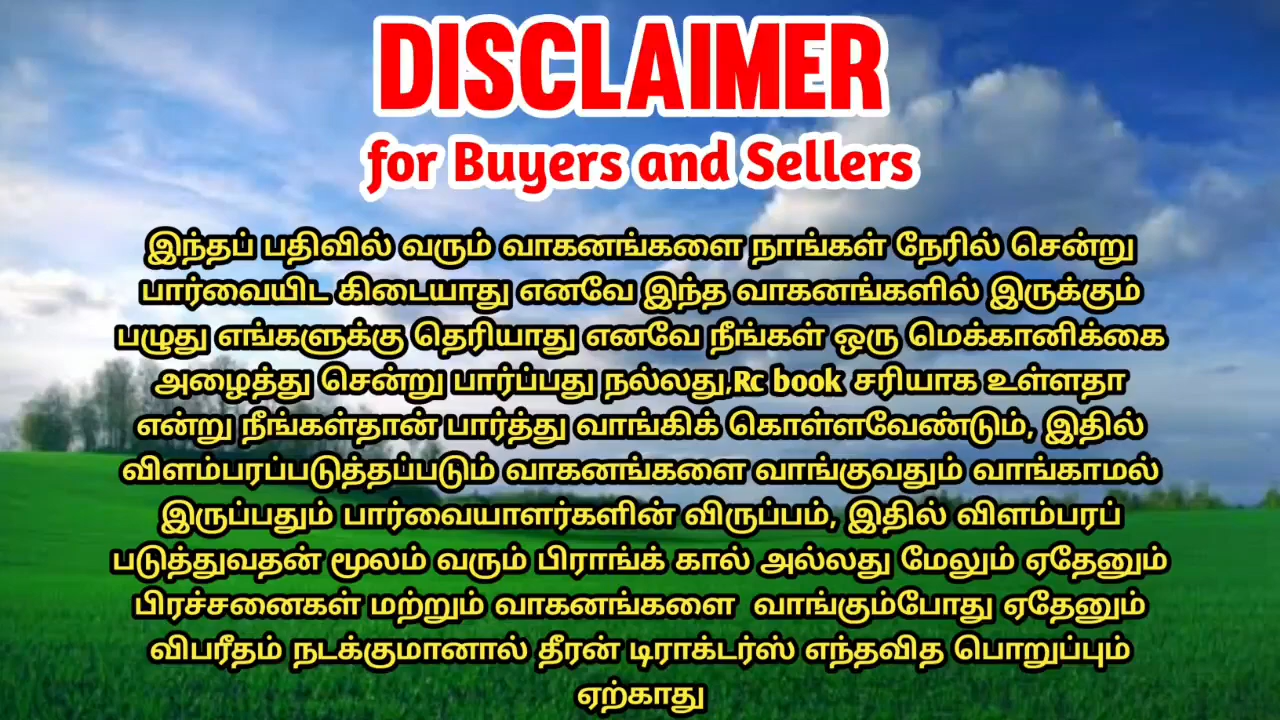 DISCLAIMER
for Buyers and Sellers
இந்தப் பதிவில் வரும் வாகனங்களை நாங்கள் நேரில் சென்று
பார்வையிட கிடையாது எனவே இந்த வாகனங்களில் இருக்கும்
பழுது எங்களுக்கு தெரியாது எனவே நீங்கள் ஒரு மெக்கானிக்கை
அழைத்து சென்று பார்ப்பது நல்லது,Rc book சரியாக உள்ளதா
என்று நீங்கள்தான் பார்த்து வாங்கிக் கொள்ளவேண்டும், இதில்
விளம்பரப்படுத்தப்படும் வாகனங்களை வாங்குவதும் வாங்காமல்
இருப்பதும் பார்வையாளர்களின் விருப்பம், இதில் விளம்பரப்
படுத்துவதன் மூலம் வரும் பிராங்க் கால் அல்லது மேலும் ஏதேனும்
பிரச்சனைகள் மற்றும் வாகனங்களை வாங்கும்போது ஏதேனும்
விபரீதம் நடக்குமானால் தீரன் டிராக்டர்ஸ் எந்தவித பொறுப்பும்
ஏற்காது